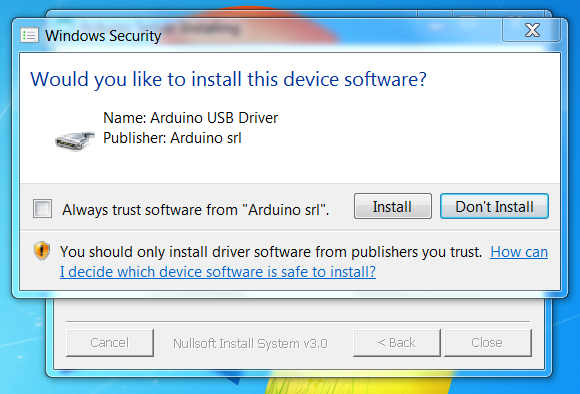 Windows Security
Would you like to install this device software?
Name: Arduino USB Driver
Publisher: Arduino srl
Always trust software from "Arduino srl".
Install
Don't Install
You should only install driver software from publishers you trust. How can
I decide which device software is safe to install?
Cancel
Nullsoft Install System v3.0
< Back
Close